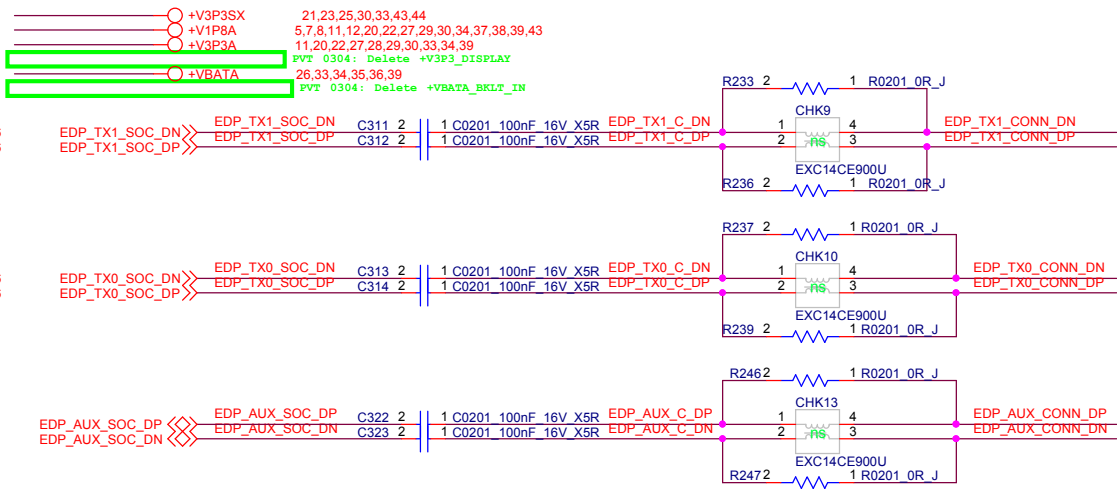 +V3P3SX 21,23,25,30,33,43,44
+V1P8A 5,7,8,11,12,20,22,27,29,30,34,37,38,39,43
+V3P3A 11,20,22,27,28,29,30,33,34,39
PVT 0304: Delete +V3P3_DISPLAY
+VBATA 26,33,34,35,36,39
PVT 0304: Delete +VBATA_BKLT_IN
R233 2 1 R0201_0R_J
CHK9
EDP_TX1_SOC_DN EDP_TX1_SOC_DN C311 2 1 C0201_100nF_16V_X5R EDP_TX1_C_DN 1 4 EDP_TX1_CONN_DN
EDP_TX1_SOC_DP EDP_TX1_SOC_DP C312 2 1 C0201_100nF_16V_X5R EDP_TX1_C_DP 2 ns 3 EDP_TX1_CONN_DP
EXC14CE900U
R236 2 1 R0201_0R_J
R237 2 1 R0201_0R_J
CHK10
EDP_TX0_SOC_DN EDP_TX0_SOC_DN C313 2 1 C0201_100nF_16V_X5R EDP_TX0_C_DN 1 4 EDP_TX0_CONN_DN
EDP_TX0_SOC_DP EDP_TX0_SOC_DP C314 2 1 C0201_100nF_16V_X5R EDP_TX0_C_DP 2 ns 3 EDP_TX0_CONN_DP
EXC14CE900U
R239 2 1 R0201_0R_J
R246 2 1 R0201_0R_J
CHK13
EDP_AUX_SOC_DP EDP_AUX_SOC_DP C322 2 1 C0201_100nF_16V_X5R EDP_AUX_C_DP 1 4 EDP_AUX_CONN_DP
EDP_AUX_SOC_DN EDP_AUX_SOC_DN C323 2 1 C0201_100nF_16V_X5R EDP_AUX_C_DN 2 ns 3 EDP_AUX_CONN_DN
EXC14CE900U
R247 2 1 R0201_0R_J